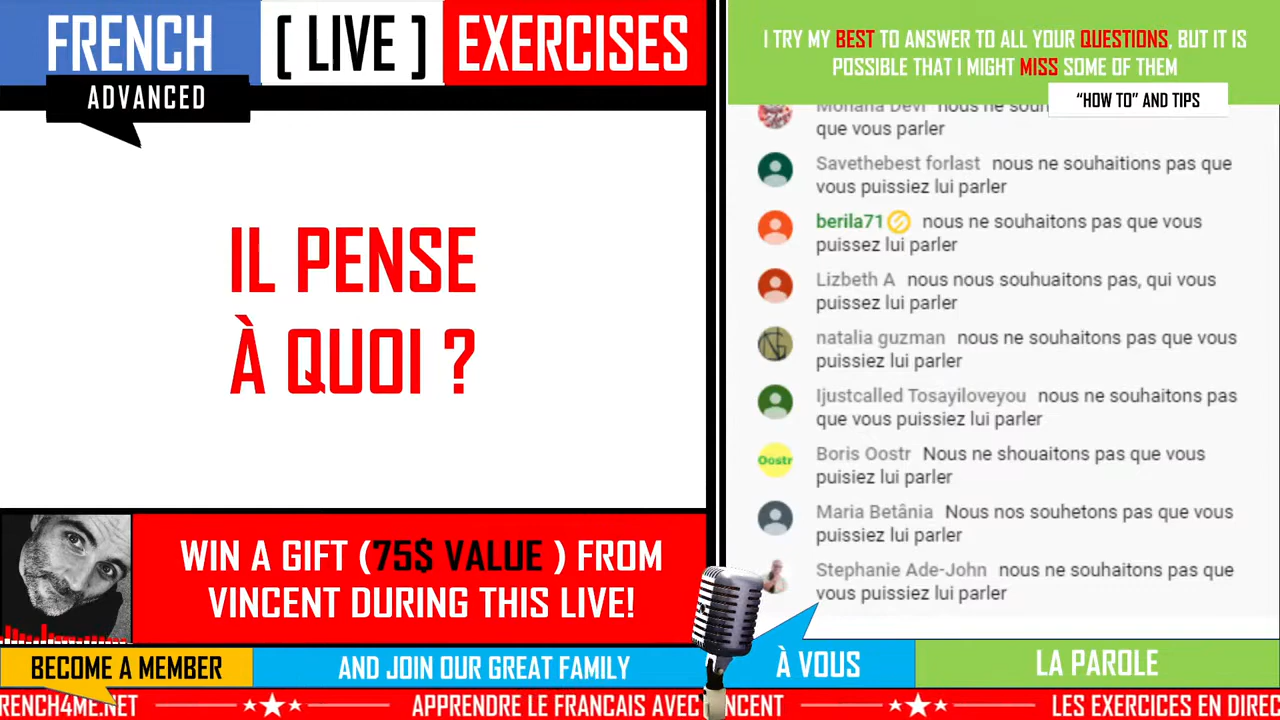 FRENCH [ LIVE ] EXERCISES
ADVANCED
IL PENSE
À QUOI ?
WIN A GIFT (75$ VALUE ) FROM
VINCENT DURING THIS LIVE!
I TRY MY BEST TO ANSWER TO ALL YOUR QUESTIONS, BUT IT IS
POSSIBLE THAT I MIGHT MISS SOME OF THEM
“HOW TO” AND TIPS
que vous parler
Savethebest forlast nous ne souhaitions pas que
vous puissiez lui parler
berila71 nous ne souhaitons pas que vous
puissez lui parler
Lizbeth A nous nous souhuaitons pas, qui vous
puissez lui parler
natalia guzman nous ne souhaitons pas que vous
puissiez lui parler
Ijustcalled Tosayiloveyou nous ne souhaitons pas
que vous puissiez lui parler
Boris Oostr Nous ne shouaitons pas que vous
Oostr
puisiez lui parler
Maria Betânia Nous nos souhetons pas que vous
puissiez lui parler
Stephanie Ade-John nous ne souhaitons pas que
vous puissiez lui parler
BECOME A MEMBER AND JOIN OUR GREAT FAMILY À VOUS LA PAROLE
RENCH4ME.NET APPRENDRE LE FRANCAIS AVEC VINCENT LES EXERCICES EN DIREC